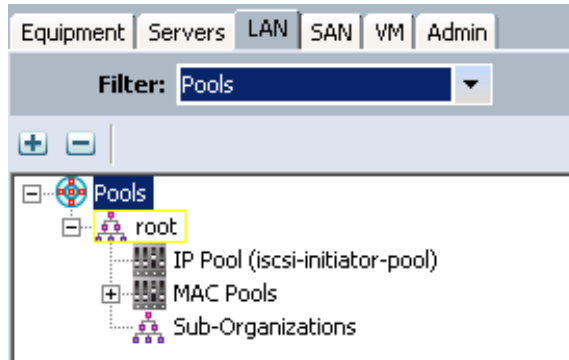 Equipment Servers LAN SAN VM Admin
Filter: Pools
Pools
root
IP Pool (iscsi-initiator-pool)
MAC Pools
Sub-Organizations